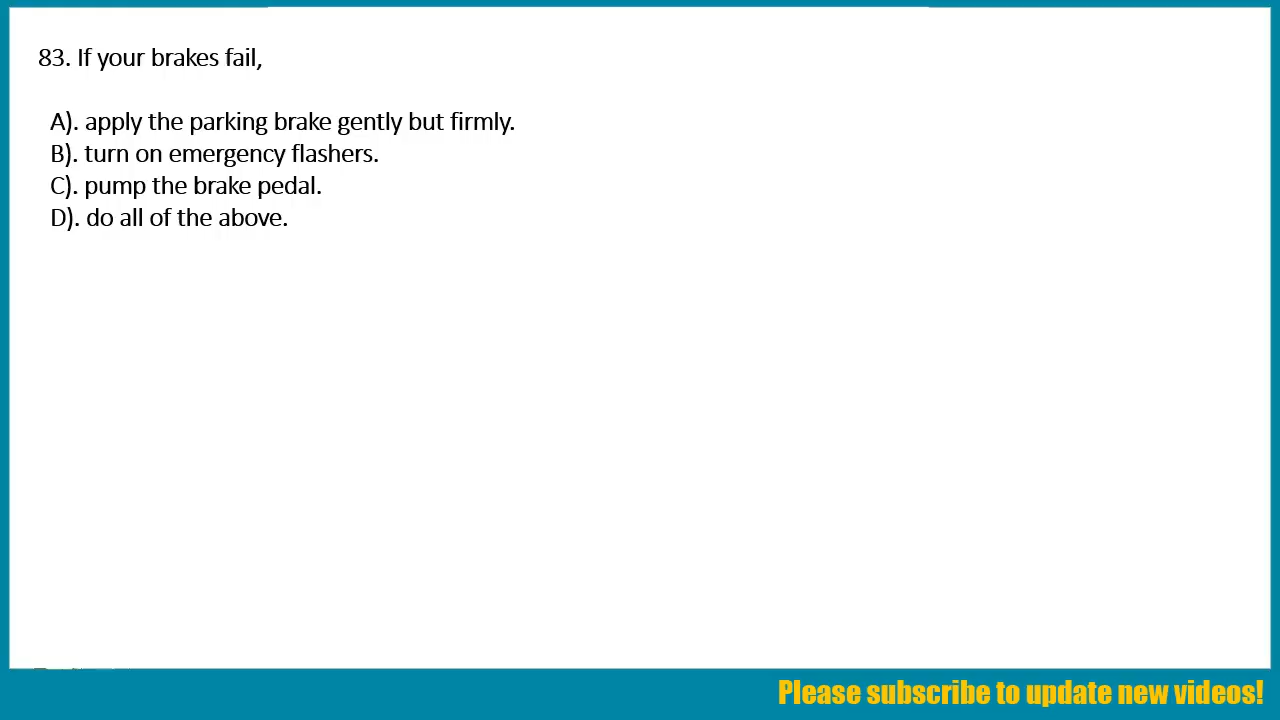 83. If your brakes fail,
A). apply the parking brake gently but firmly.
B). turn on emergency flashers.
C). pump the brake pedal.
D). do all of the above.
Please subscribe to update new videos!